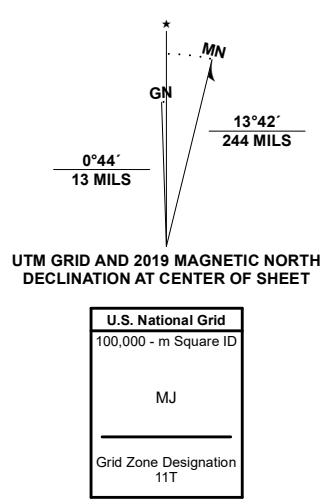 MN
GN
13°42´
244 MILS
0°44´
13 MILS
UTM GRID AND 2019 MAGNETIC NORTH
DECLINATION AT CENTER OF SHEET
U.S. National Grid
100,000 - m Square ID
MJ
Grid Zone Designation
11T